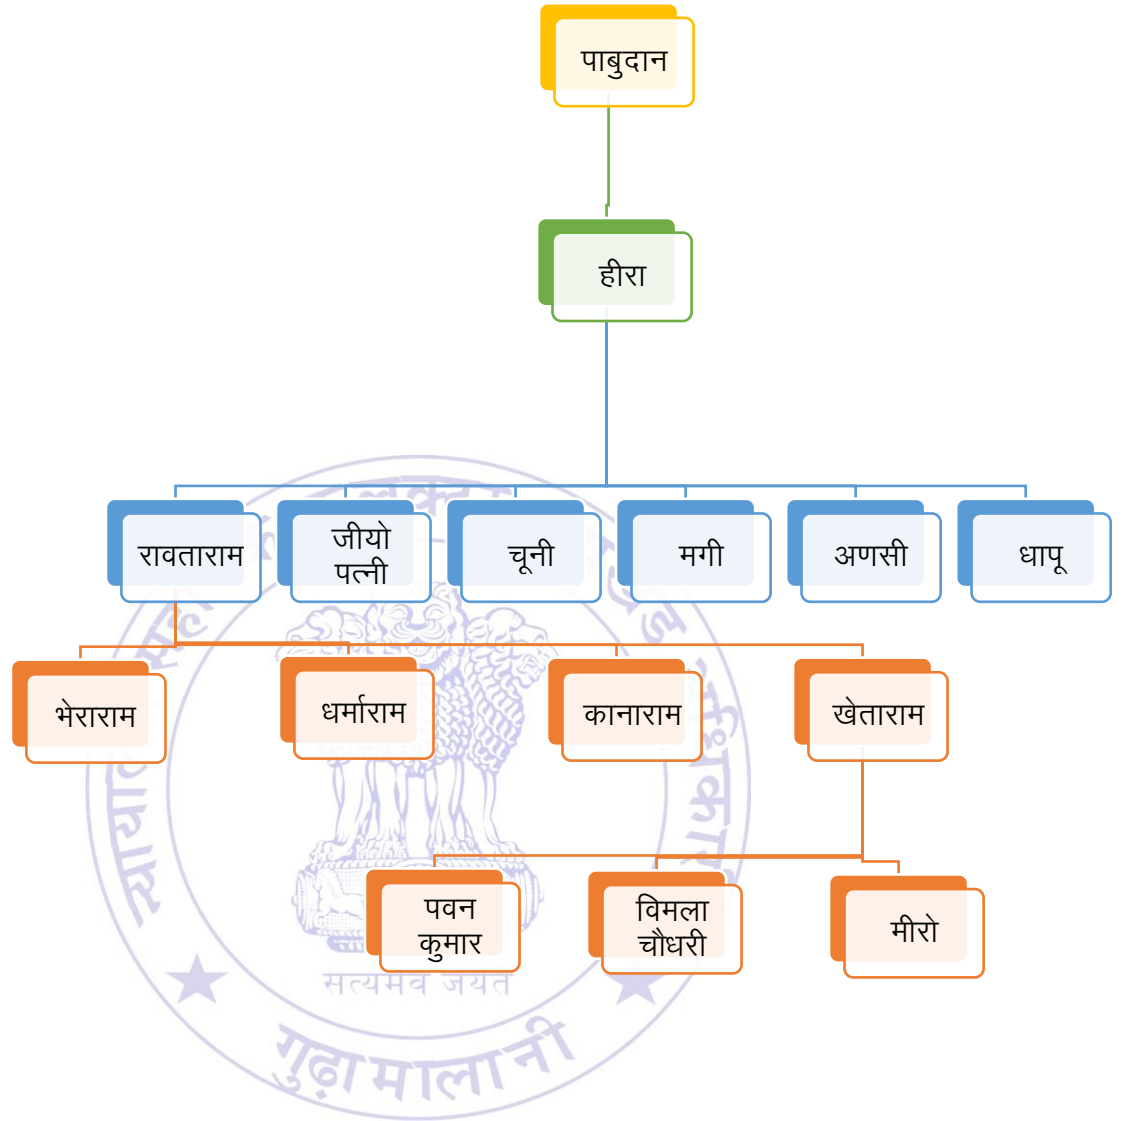 पाबुदान
हीरा
रावताराम
जीयो
पत्नी
चूनी
मगी
अणसी
धापू
भेराराम
धर्माराम
कानाराम
खेताराम
पवन
कुमार
विमला
चौधरी
मीरो
सत्यमेव जयते
गुढ़ामालानी